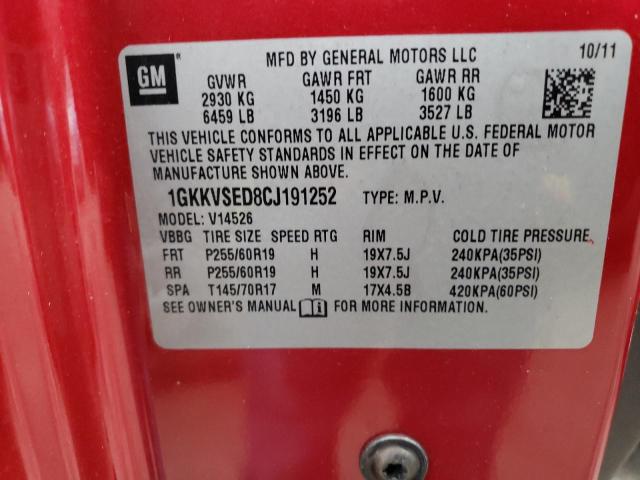 MFD BY GENERAL MOTORS LLC 10/11
GM
GVWR GAWR FRT GAWR RR
2930 KG 1450 KG 1600 KG
6459 LB 3196 LB 3527 LB
THIS VEHICLE CONFORMS TO ALL APPLICABLE U.S. FEDERAL MOTOR
VEHICLE SAFETY STANDARDS IN EFFECT ON THE DATE OF
MANUFACTURE SHOWN ABOVE.
1GKKVSED8CJ191252 TYPE: M.P.V.
MODEL: V14526
VBBG TIRE SIZE SPEED RTG RIM COLD TIRE PRESSURE
FRT P255/60R19 H 19X7.5J 240KPA(35PSI)
RR P255/60R19 H 19X7.5J 240KPA(35PSI)
SPA T145/70R17 M 17X4.5B 420KPA(60PSI)
SEE OWNER'S MANUAL FOR MORE INFORMATION.